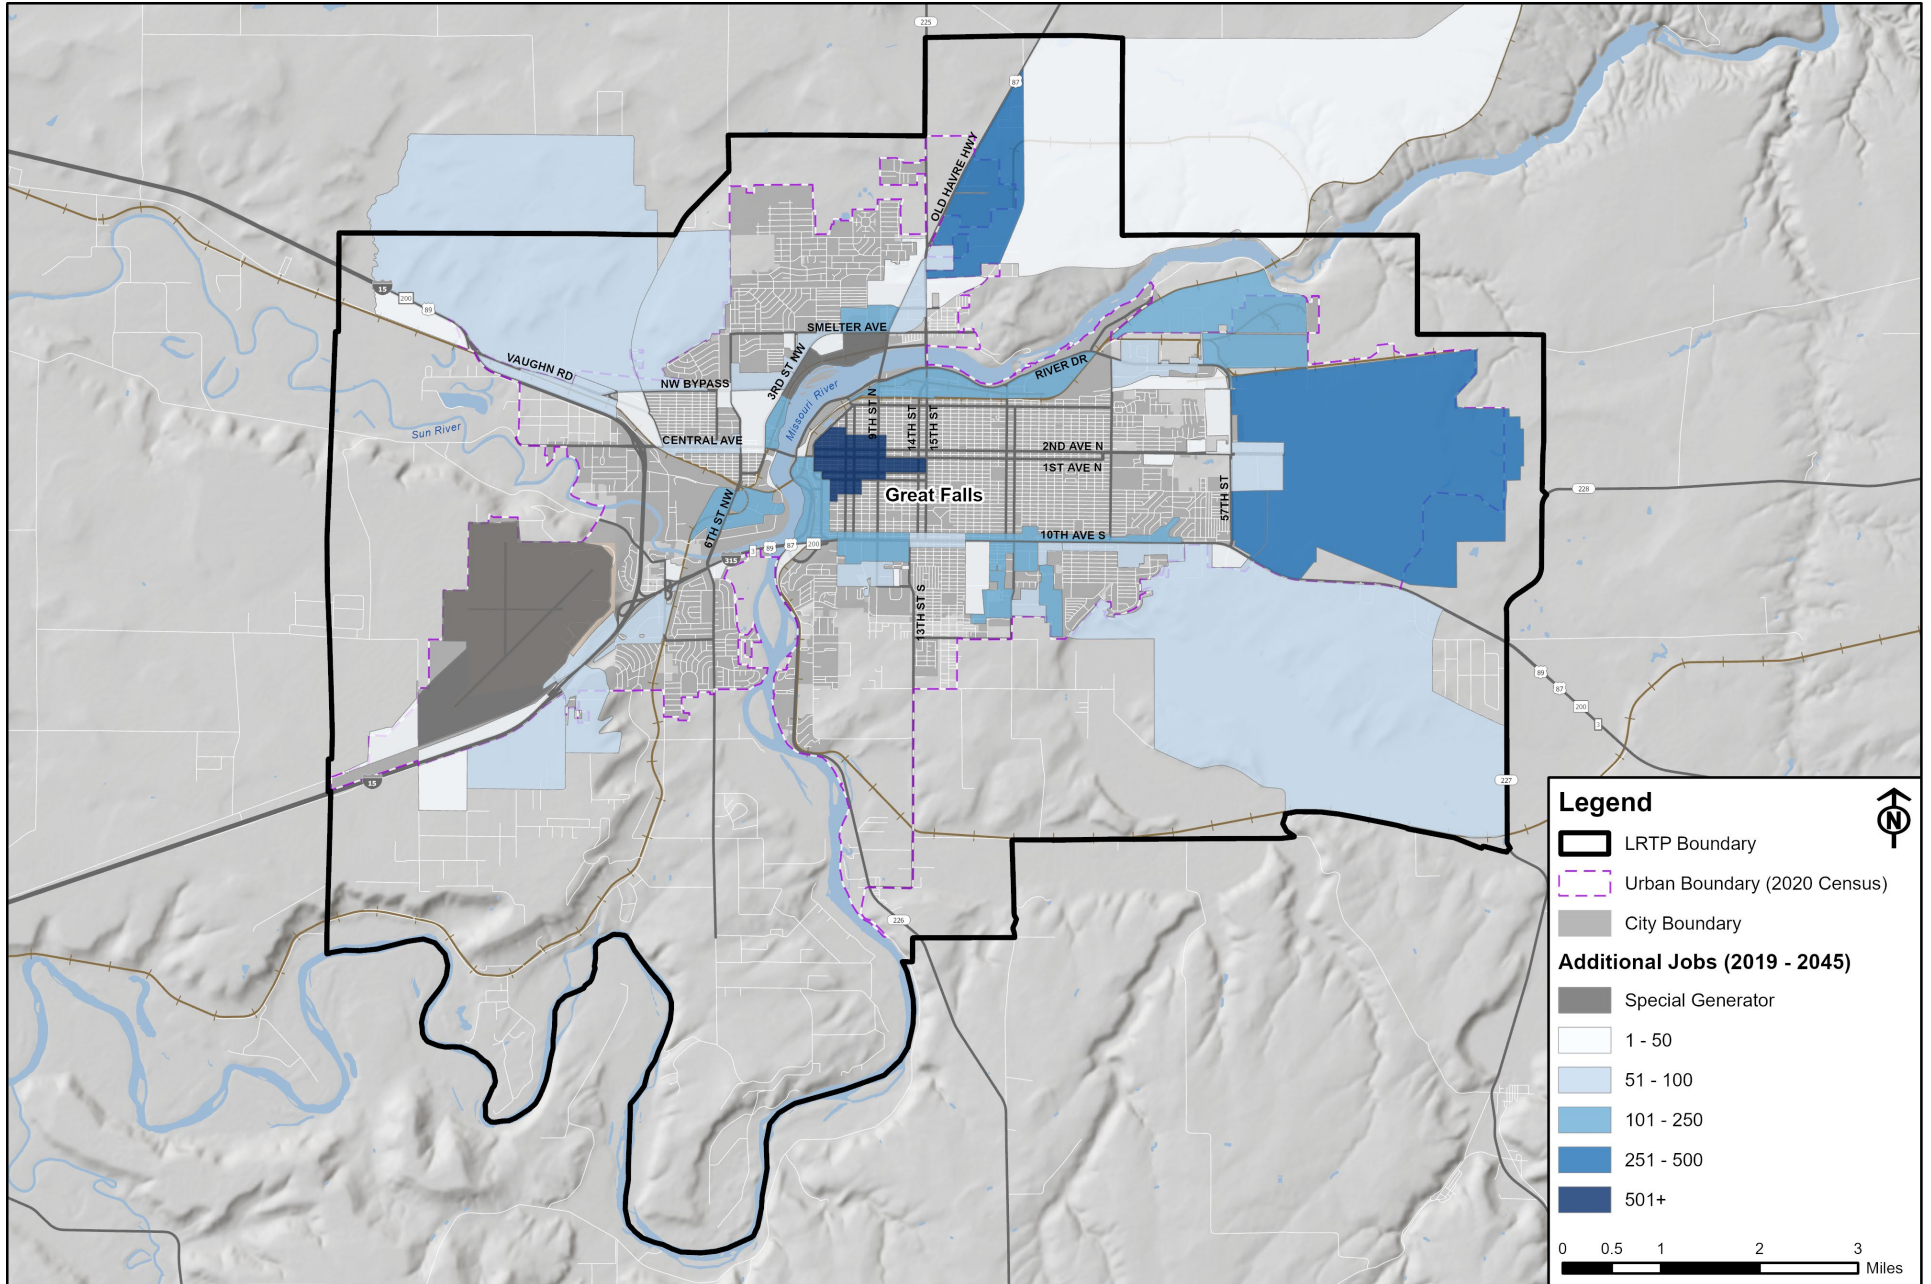 225
87
OLD HAVRE HWY
15
200
89
SMELTER AVE
VAUGHN RD
NW BYPASS
3RD ST NW
Missouri River
RIVER DR
Sun River
CENTRAL AVE
9TH ST N
14TH ST
15TH ST
2ND AVE N
1ST AVE N
Great Falls
57TH ST
228
6TH ST NW
10TH AVE S
3
89
87
200
315
13TH ST S
89
87
200
3
15
227
226
Legend
N
LRTP Boundary
Urban Boundary (2020 Census)
City Boundary
Additional Jobs (2019 - 2045)
Special Generator
1 - 50
51 - 100
101 - 250
251 - 500
501+
0 0.5 1 2 3
Miles